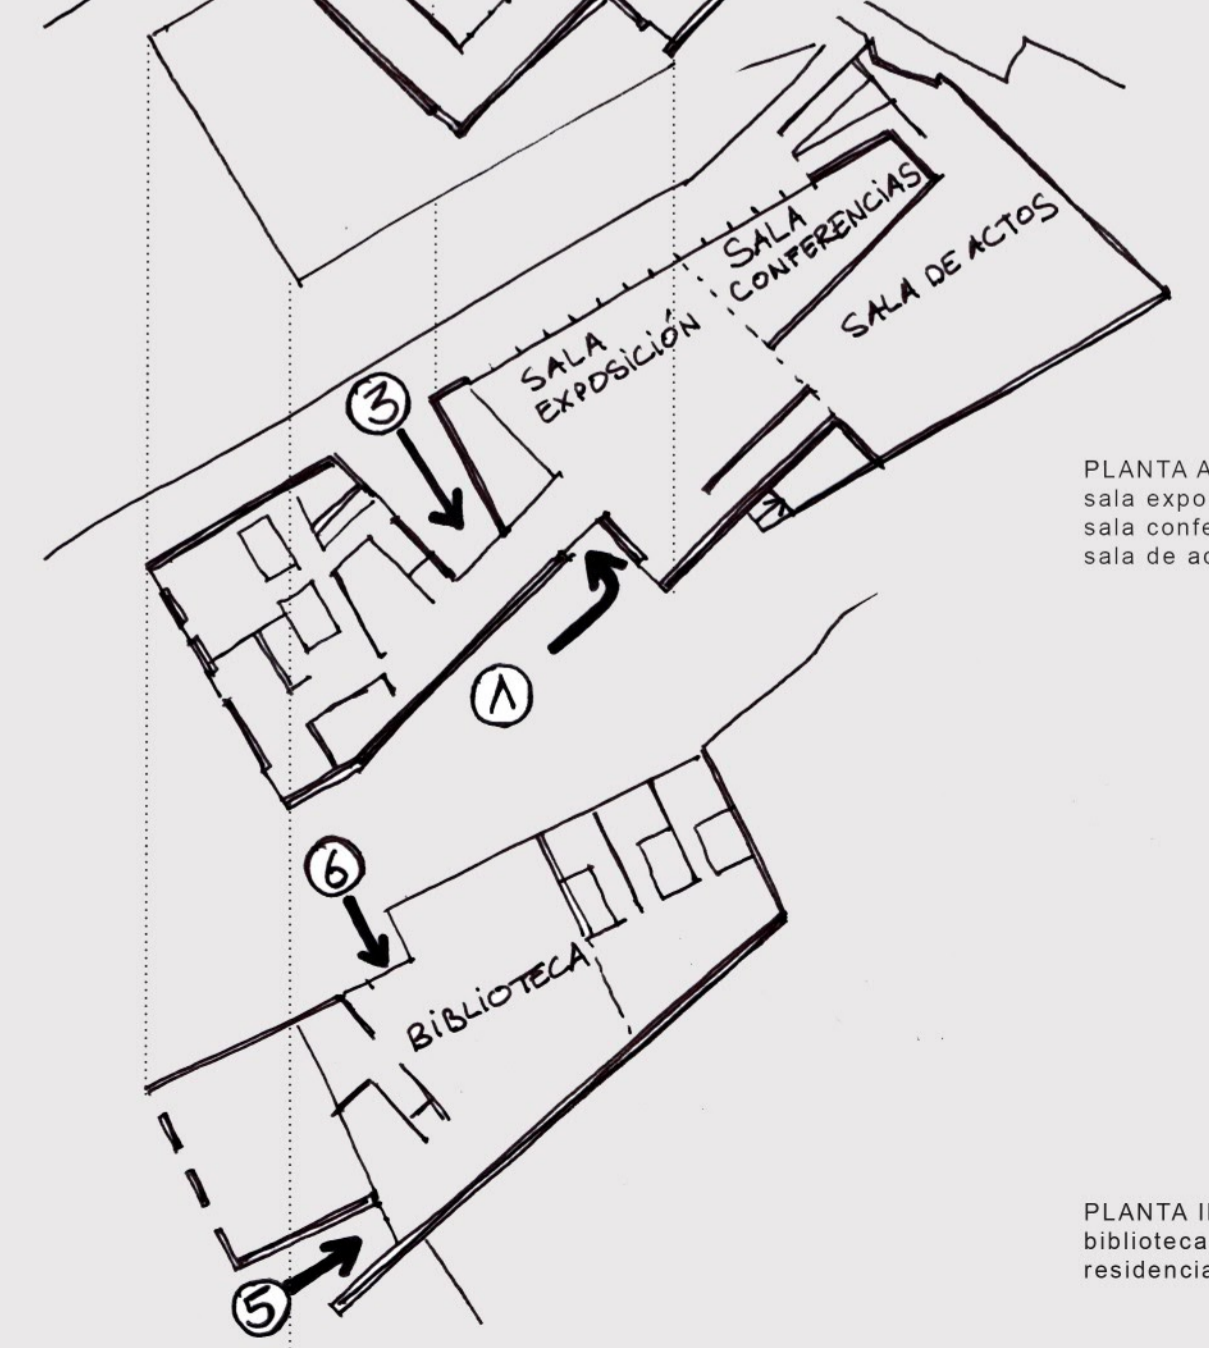 SALA
CONFERENCIAS
SALA DE ACTOS
SALA
EXPOSICIÓN
3
PLANTA A
sala expo
sala confe
sala de ac
1
6
BIBLIOTECA
PLANTA I
biblioteca
residencia
5